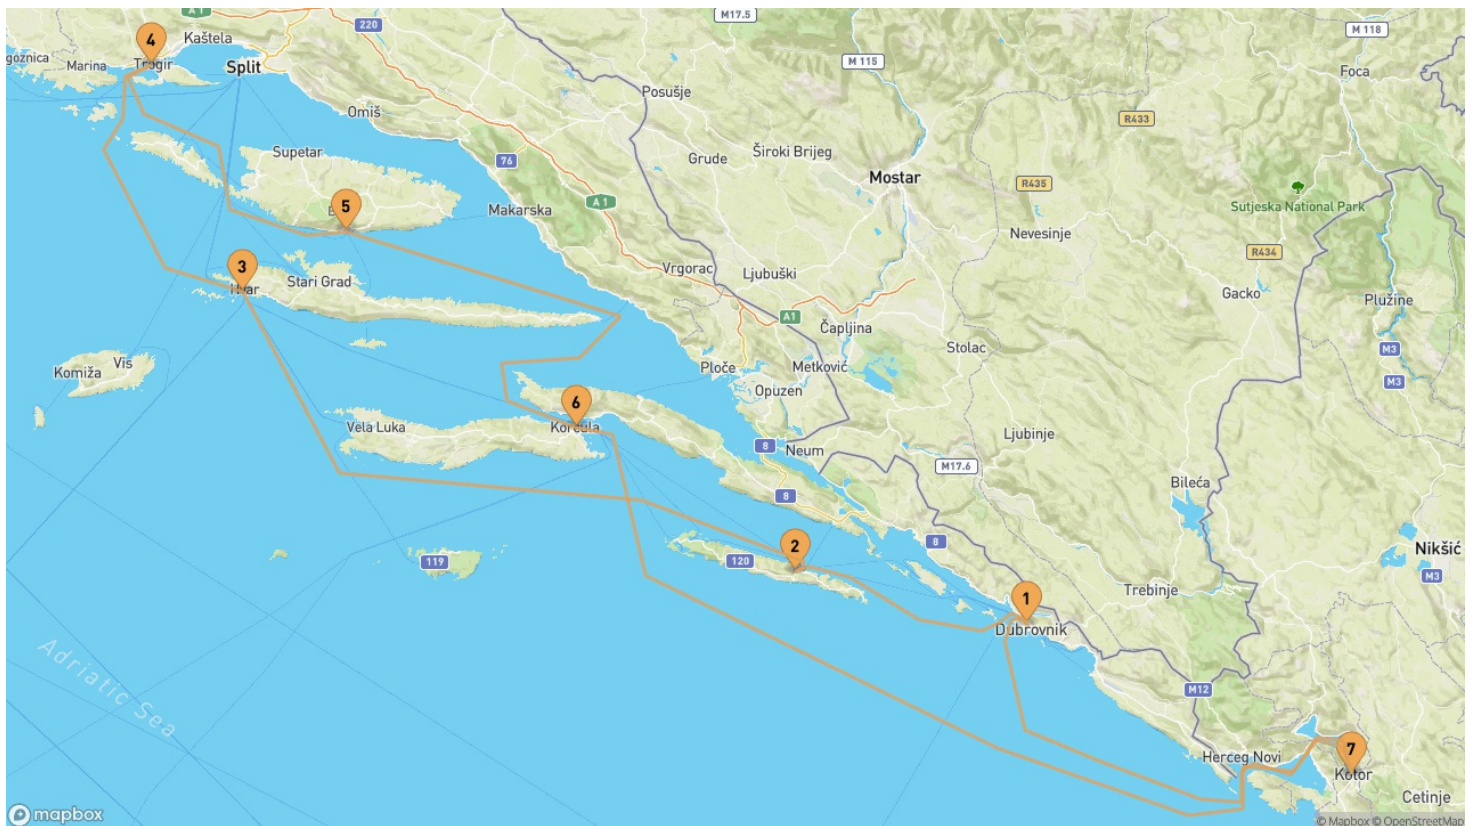 M17.5
A1
220
M 118
4
Kaštela
goznica
Marina
Trogir
Split
M 115
Foca
Posušje
Omiš
R433
Supetar
76
Grude
Široki Brijeg
Mostar
R435
Sutjeska National Park
5
A1
Makarska
Nevesinje
R434
3
Vrgorac
Ljubuški
Stari Grad
Hvar
Gacko
Plužine
A1
Čapljina
Stolac
M3
Vis
Komiža
Ploče
Metković
M3
Opuzen
6
Vela Luka
Korčula
Ljubinje
8
Neum
M17.6
Bileća
8
2
8
Nikšić
119
120
M3
Trebinje
1
Dubrovnik
Adriatic Sea
M12
7
Herceg Novi
Kotor
Cetinje
mapbox
© Mapbox © OpenStreetMap